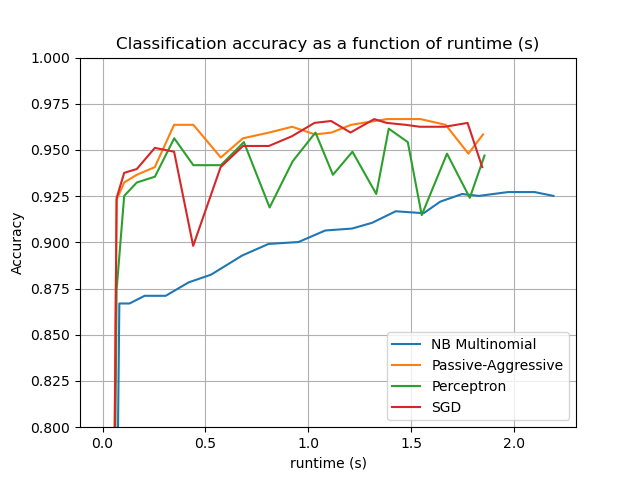 Classification accuracy as a function of runtime (s)
1.000
0.975
0.950
0.925
0.900
0.875
0.850
0.825
0.800
Accuracy
NB Multinomial
Passive-Aggressive
Perceptron
SGD
0.0 0.5 1.0 1.5 2.0
runtime (s)